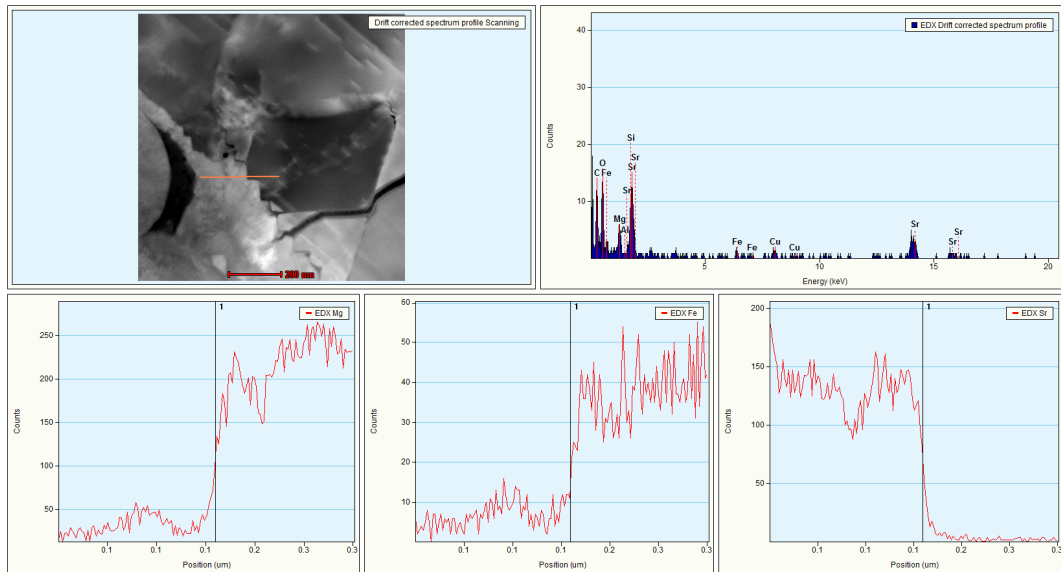 Drift corrected spectrum profile Scanning
200 nm
EDX Drift corrected spectrum profile
Counts
40
30
20
10
C
O
Fe
Mg
Al
Sr
Si
Sr
Sr
Fe
Fe
Cu
Cu
Sr
Sr
Sr
5
10
15
20
Energy (keV)
EDX Mg
1
Counts
250
200
150
100
50
0.1
0.1
0.1
0.2
0.2
0.3
Position (um)
EDX Fe
1
Counts
60
50
40
30
20
10
0
0.1
0.1
0.1
0.2
0.3
Position (um)
EDX Sr
1
Counts
200
150
100
50
0.1
0.1
0.1
0.2
0.3
0.3
Position (um)